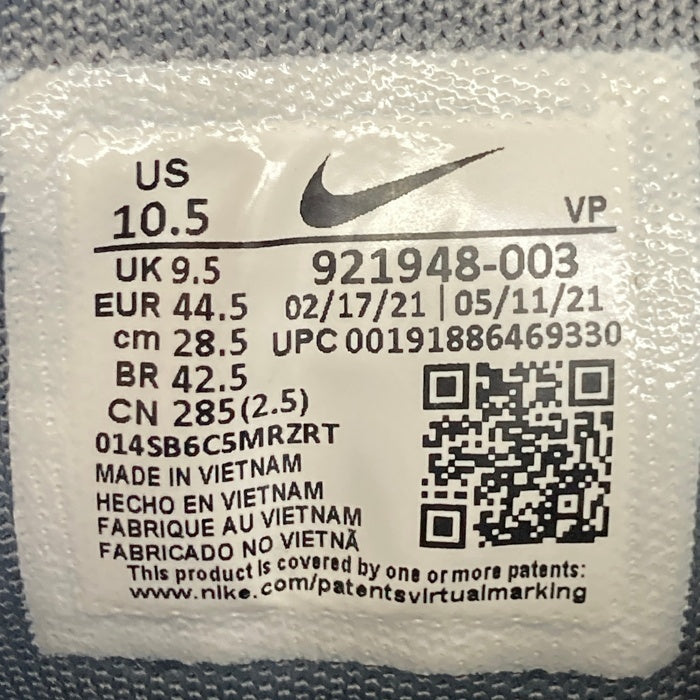 US
10.5
VP
UK 9.5
921948-003
EUR 44.5
02/17/21 | 05/11/21
cm 28.5
UPC 00191886469330
BR 42.5
CN 285(2.5)
014SB6C5MRZRT
MADE IN VIETNAM
HECHO EN VIETNAM
FABRIQUE AU VIETNAM
FABRICADO NO VIETNÃ
This product is covered by one or more patents:
www.nike.com/patentsvirtualmarking